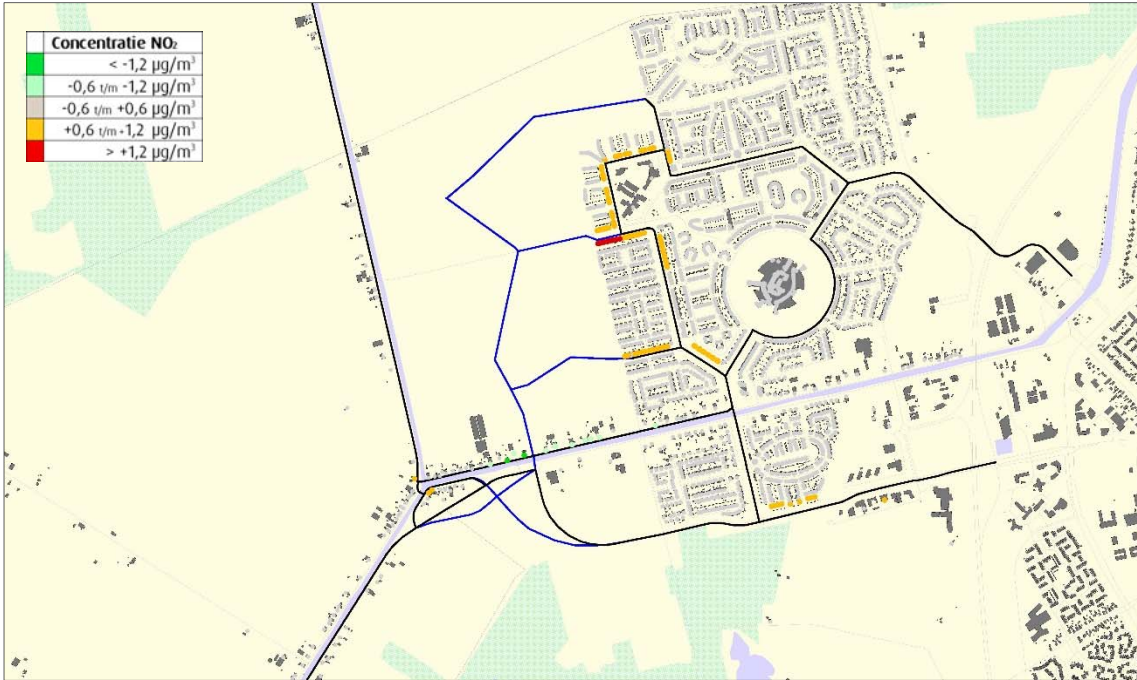 Concentratie NO₂
< -1,2 µg/m³
-0,6 t/m -1,2 µg/m³
-0,6 t/m +0,6 µg/m³
+0,6 t/m +1,2 µg/m³
> +1,2 µg/m³